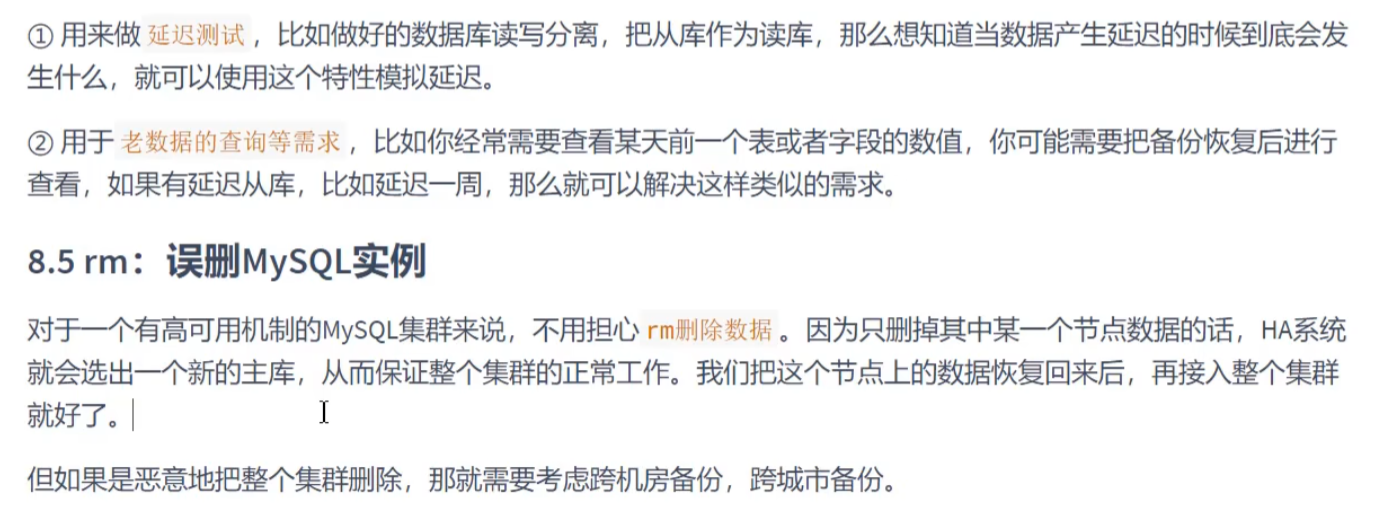 ① 用来做 延迟测试 ，比如做好的数据库读写分离，把从库作为读库，那么想知道当数据产生延迟的时候到底会发
生什么，就可以使用这个特性模拟延迟。
② 用于 老数据的查询等需求 ，比如你经常需要查看某天前一个表或者字段的数值，你可能需要把备份恢复后进行
查看，如果有延迟从库，比如延迟一周，那么就可以解决这样类似的需求。
8.5 rm：误删MySQL实例
对于一个有高可用机制的MySQL集群来说，不用担心 rm删除数据 。因为只删掉其中某一个节点数据的话，HA系统
就会选出一个新的主库，从而保证整个集群的正常工作。我们把这个节点上的数据恢复回来后，再接入整个集群
就好了。
但如果是恶意地把整个集群删除，那就需要考虑跨机房备份，跨城市备份。